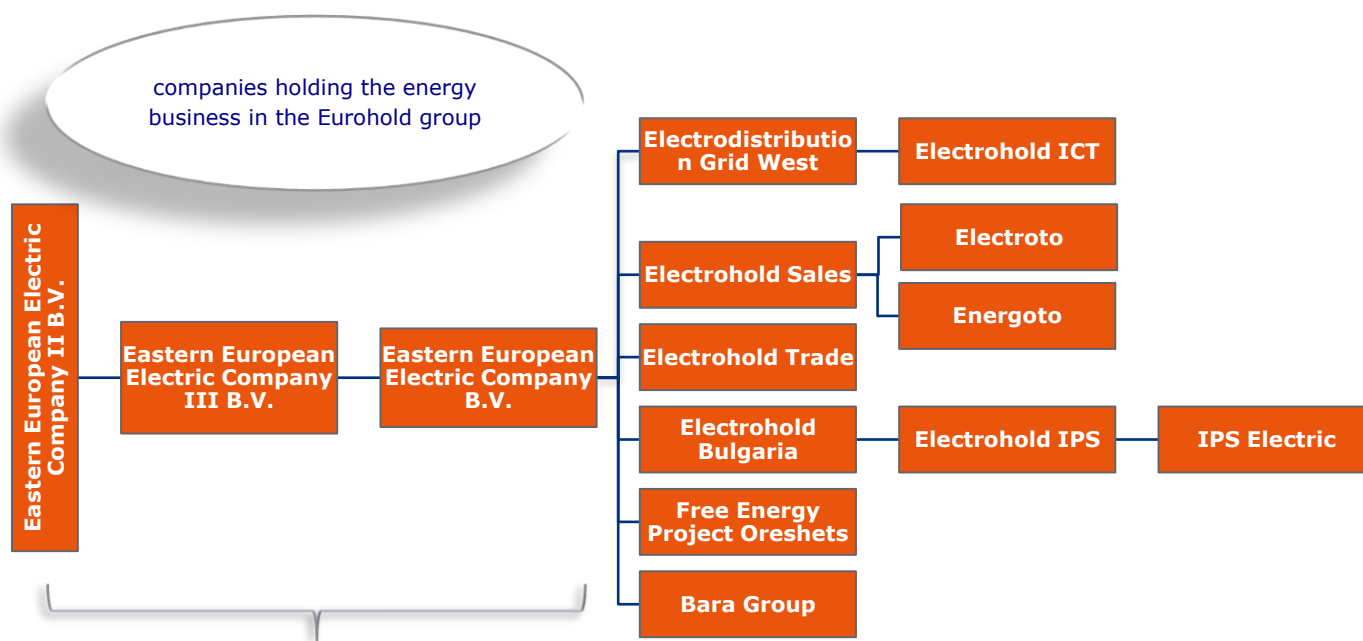 companies holding the energy
business in the Eurohold group
Eastern European Electric
Company II B.V.
Eastern European
Electric Company
III B.V.
Eastern European
Electric Company
B.V.
Electrodistributio
n Grid West
Electrohold ICT
Electrohold Sales
Electroto
Energoto
Electrohold Trade
Electrohold
Bulgaria
Electrohold IPS
IPS Electric
Free Energy
Project Oreshets
Bara Group